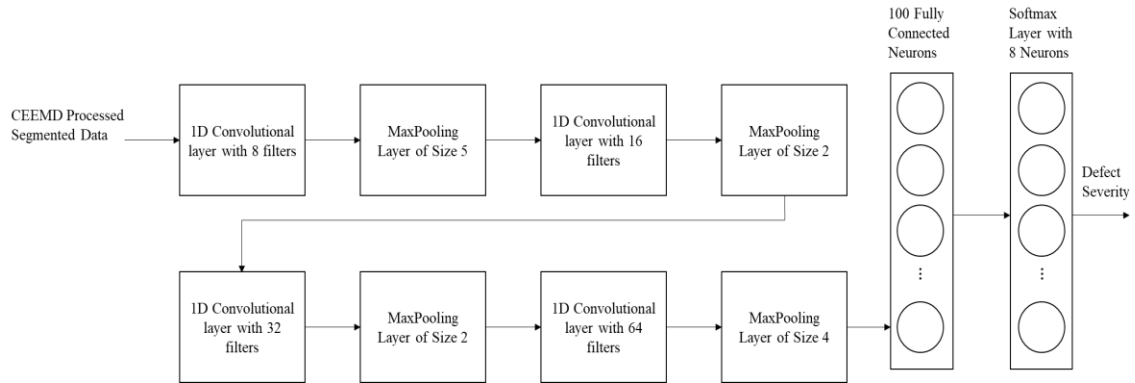 100 Fully
Connected
Neurons
Softmax
Layer with
8 Neurons
CEEMD Processed
Segmented Data
1D Convolutional
layer with 8 filters
MaxPooling
Layer of Size 5
1D Convolutional
layer with 16
filters
MaxPooling
Layer of Size 2
Defect
Severity
1D Convolutional
layer with 32
filters
MaxPooling
Layer of Size 2
1D Convolutional
layer with 64
filters
MaxPooling
Layer of Size 4
...
...